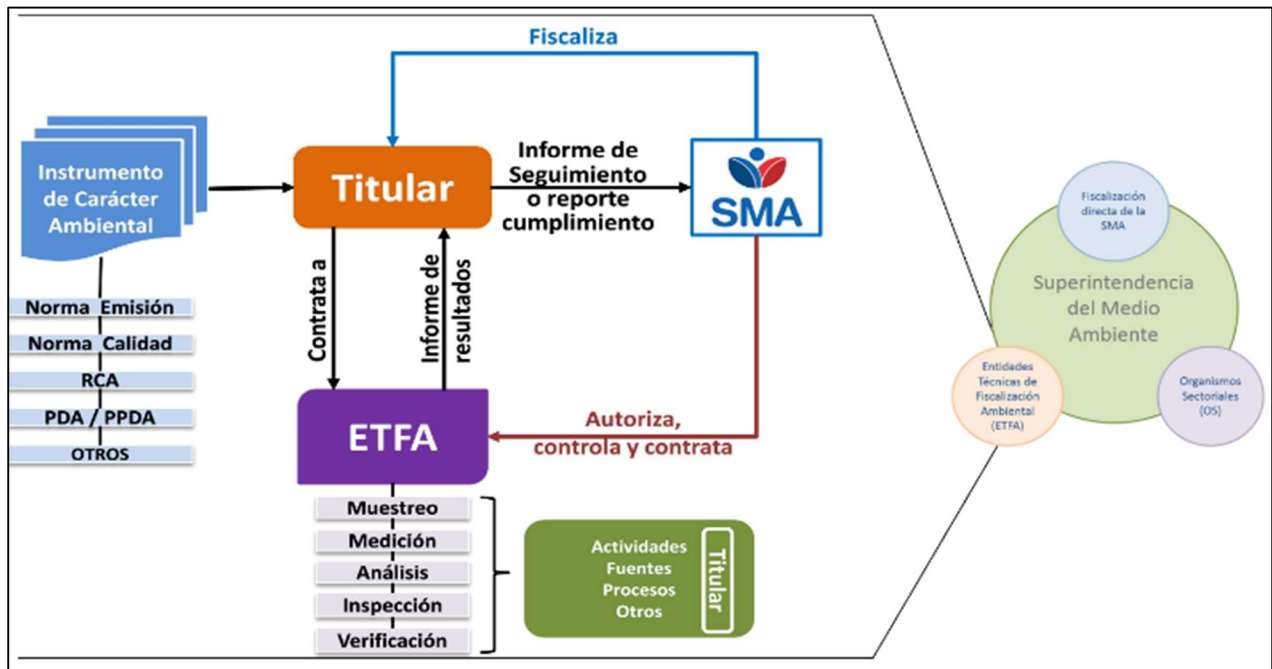 Fiscaliza
Instrumento
de Carácter
Ambiental
Titular
Informe de
Seguimiento
o reporte
cumplimiento
SMA
Norma Emisión
Norma Calidad
RCA
PDA / PPDA
OTROS
Contrata a
Informe de
resultados
ETFA
Autoriza,
controla y contrata
Muestreo
Medición
Análisis
Inspección
Verificación
Actividades
Fuentes
Procesos
Otros
Titular
Fiscalización
directa de la
SMA
Superintendencia
del Medio
Ambiente
Entidades
Técnicas de
Fiscalización
Ambiental
(ETFA)
Organismos
Sectoriales
(OS)